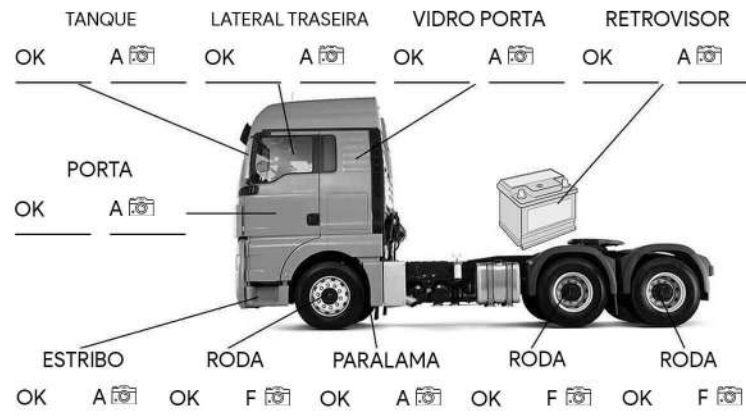 TANQUE LATERAL TRASEIRA VIDRO PORTA RETROVISOR
OK A OK A OK A OK A
PORTA
OK A
ESTRIBO RODA PARALAMA RODA RODA
OK A OK F OK A OK F OK F